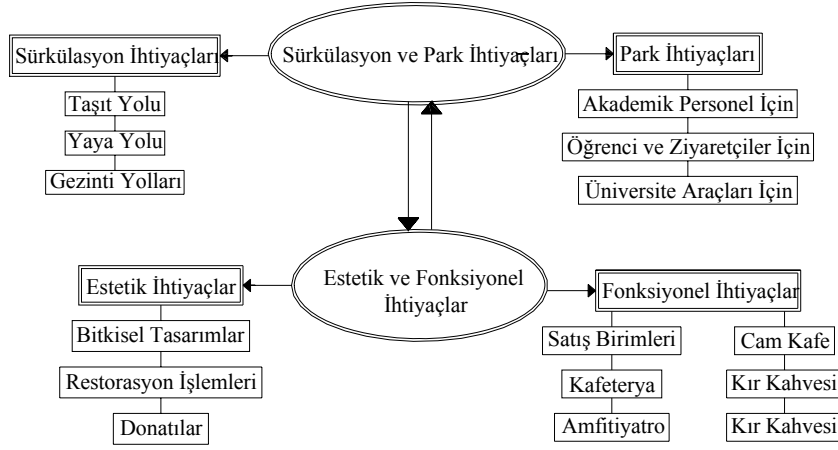 Sürkülasyon İhtiyaçları
Sürkülasyon ve Park İhtiyaçları
Park İhtiyaçları
Taşıt Yolu
Yaya Yolu
Gezinti Yolları
Akademik Personel İçin
Öğrenci ve Ziyaretçiler İçin
Üniversite Araçları İçin
Estetik İhtiyaçlar
Estetik ve Fonksiyonel
İhtiyaçlar
Fonksiyonel İhtiyaçlar
Bitkisel Tasarımlar
Restorasyon İşlemleri
Donatılar
Satış Birimleri
Kafeterya
Amfitiyatro
Cam Kafe
Kır Kahvesi
Kır Kahvesi